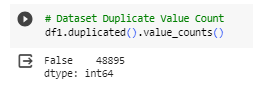 # Dataset Duplicate Value Count
df1.duplicated().value_counts()
False    48895
dtype: int64